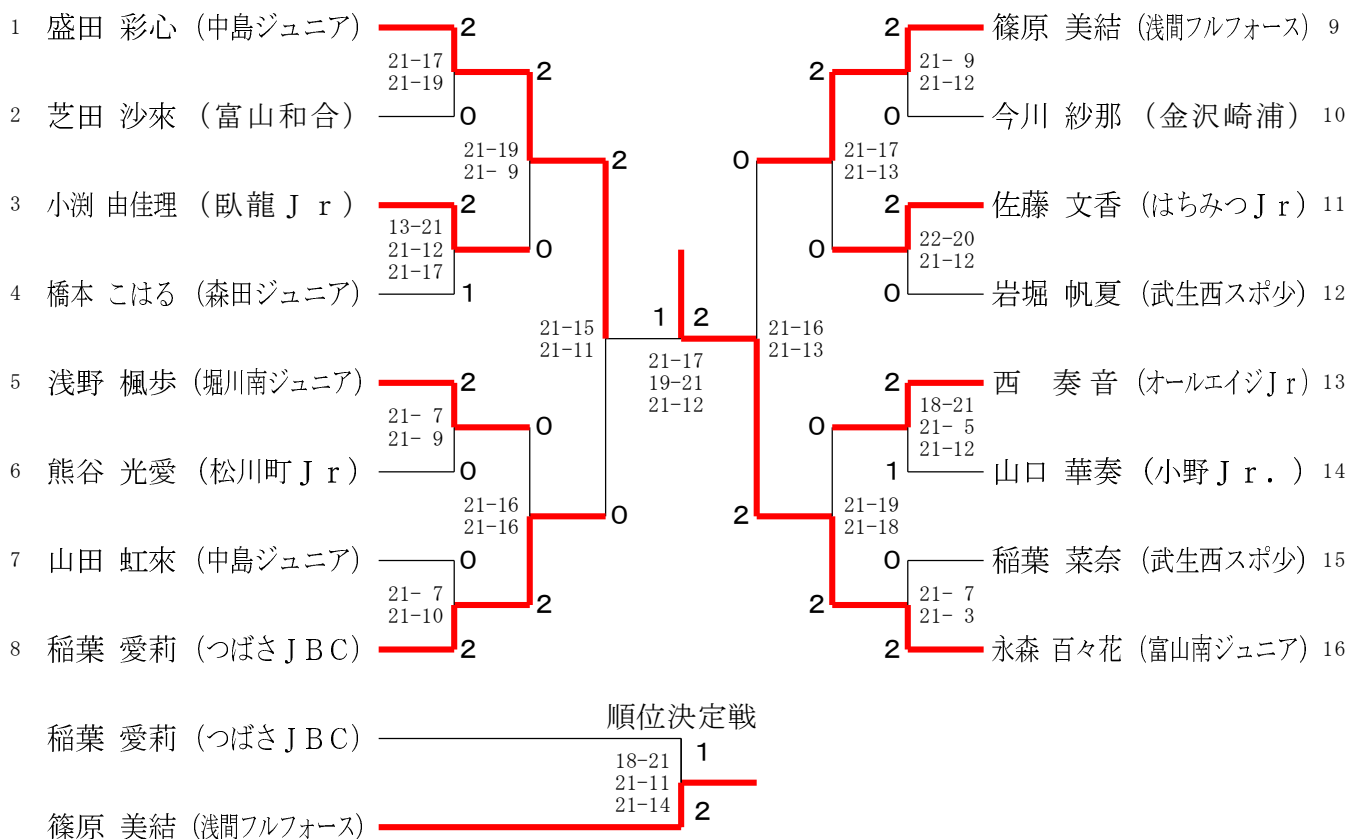 1 盛田 彩心 (中島ジュニア) 2
21-17
21-19
2
2 芝田 沙來 (富山和合) 0
21-19
21- 9
2
3 小渕 由佳理 (臥龍Jr) 2
13-21
21-12
21-17
0
4 橋本 こはる (森田ジュニア) 1
21-15
21-11
5 浅野 楓歩 (堀川南ジュニア) 2
21- 7
21- 9
0
6 熊谷 光愛 (松川町Jr) 0
21-16
21-16
0
7 山田 虹來 (中島ジュニア) 0
21- 7
21-10
2
8 稲葉 愛莉 (つばさJBC) 2
1 2
21-17
19-21
21-12
2 篠原 美結 (浅間フルフォース) 9
2
21- 9
21-12
0 今川 紗那 (金沢崎浦) 10
0
21-17
21-13
2 佐藤 文香 (はちみつJr) 11
0
22-20
21-12
0 岩堀 帆夏 (武生西スポ少) 12
21-16
21-13
2 西 奏音 (オールエイジJr) 13
0
18-21
21- 5
21-12
1 山口 華奏 (小野Jr.) 14
2
21-19
21-18
0 稲葉 菜奈 (武生西スポ少) 15
2
21- 7
21- 3
2 永森 百々花 (富山南ジュニア) 16
順位決定戦
稲葉 愛莉 (つばさJBC) 1
18-21
21-11
21-14
篠原 美結 (浅間フルフォース) 2